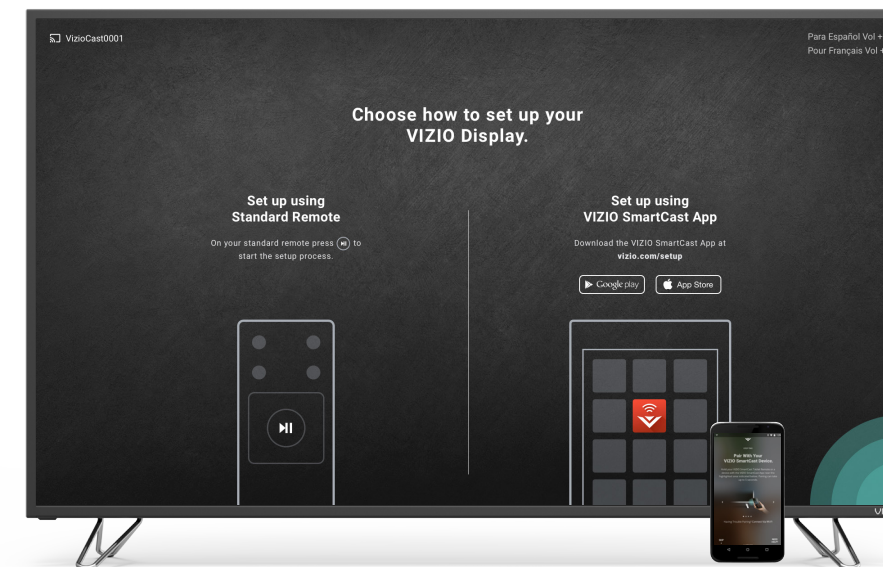 VizioCast0001
Para Español Vol +
Pour Français Vol +
Choose how to set up your
VIZIO Display.
Set up using
Standard Remote
On your standard remote press to
start the setup process.
Set up using
VIZIO SmartCast App
Download the VIZIO SmartCast App at
vizio.com/setup
Google play
App Store
Pair With Your
VIZIO SmartCast Device